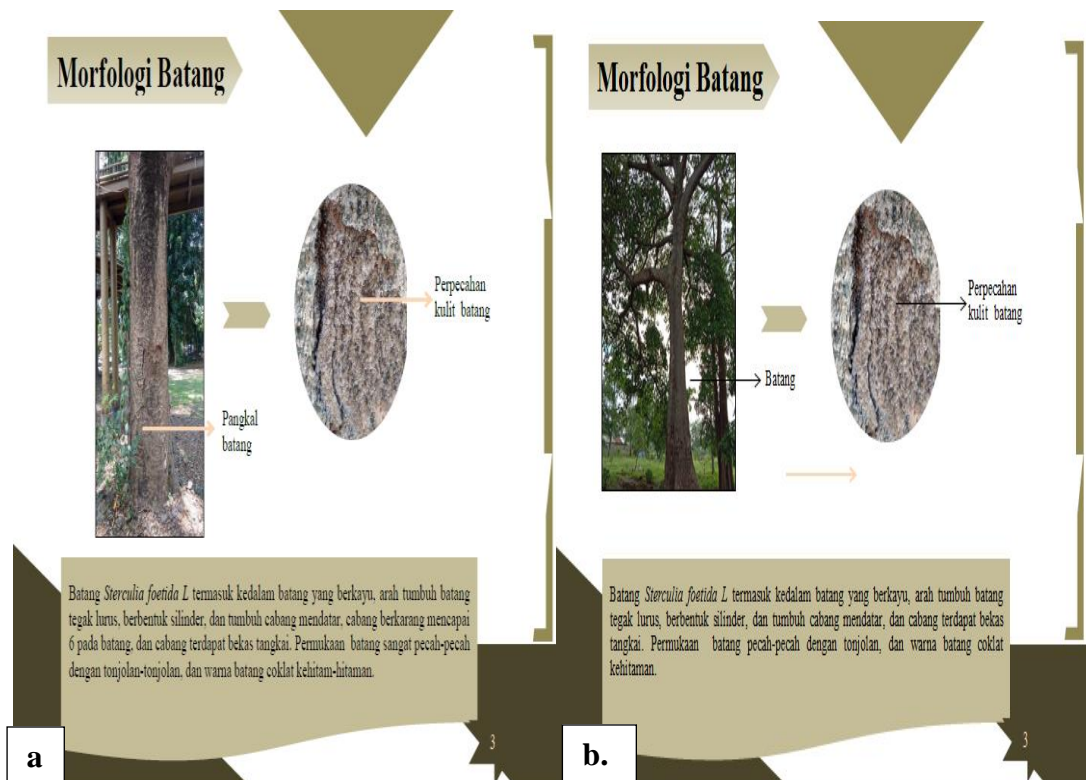 Morfologi Batang
Perpecahan
kulit batang
Pangkal
batang
Batang Sterculia foetida L termasuk kedalam batang yang berkayu, arah tumbuh batang
tegak lurus, berbentuk silinder, dan tumbuh cabang mendatar, cabang berkarang mencapai
6 pada batang, dan cabang terdapat bekas tangkai. Permukaan batang sangat pecah-pecah
dengan tonjolan-tonjolan, dan warna batang coklat kehitam-hitaman.
3
a
Morfologi Batang
Perpecahan
kulit batang
Batang
Batang Sterculia foetida L termasuk kedalam batang yang berkayu, arah tumbuh batang
tegak lurus, berbentuk silinder, dan tumbuh cabang mendatar, dan cabang terdapat bekas
tangkai. Permukaan batang pecah-pecah dengan tonjolan, dan warna batang coklat
kehitaman.
3
b.